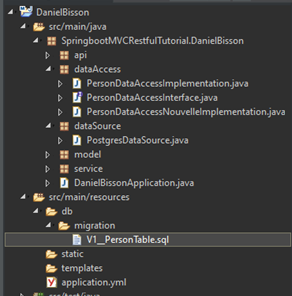 DanielBisson
src/main/java
SpringbootMVCRestfulTutorial.DanielBisson
api
dataAccess
PersonDataAccessImplementation.java
PersonDataAccessInterface.java
PersonDataAccessNouvelleImplementation.java
dataSource
PostgresDataSource.java
model
service
DanielBissonApplication.java
src/main/resources
db
migration
V1__PersonTable.sql
static
templates
application.yml
src/test/java